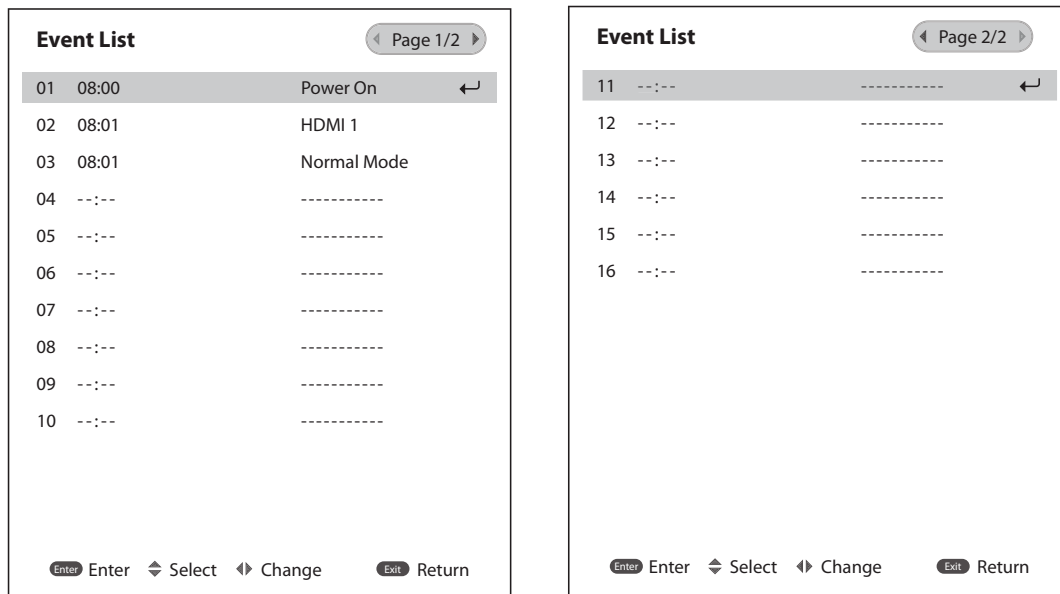 Event List Page 1/2
01 08:00 Power On
02 08:01 HDMI 1
03 08:01 Normal Mode
04 --:-- -----------
05 --:-- -----------
06 --:-- -----------
07 --:-- -----------
08 --:-- -----------
09 --:-- -----------
10 --:-- -----------
Enter Enter Select Change Exit Return
Event List Page 2/2
11 --:-- -----------
12 --:-- -----------
13 --:-- -----------
14 --:-- -----------
15 --:-- -----------
16 --:-- -----------
Enter Enter Select Change Exit Return